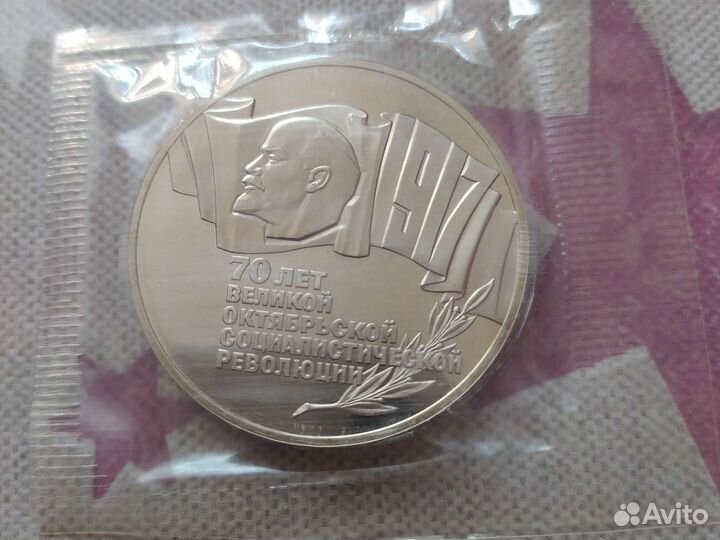 1917
70 ЛЕТ
ВЕЛИКОЙ
ОКТЯБРЬСКОЙ
СОЦИАЛИСТИЧЕСКОЙ
РЕВОЛЮЦИИ
Avito